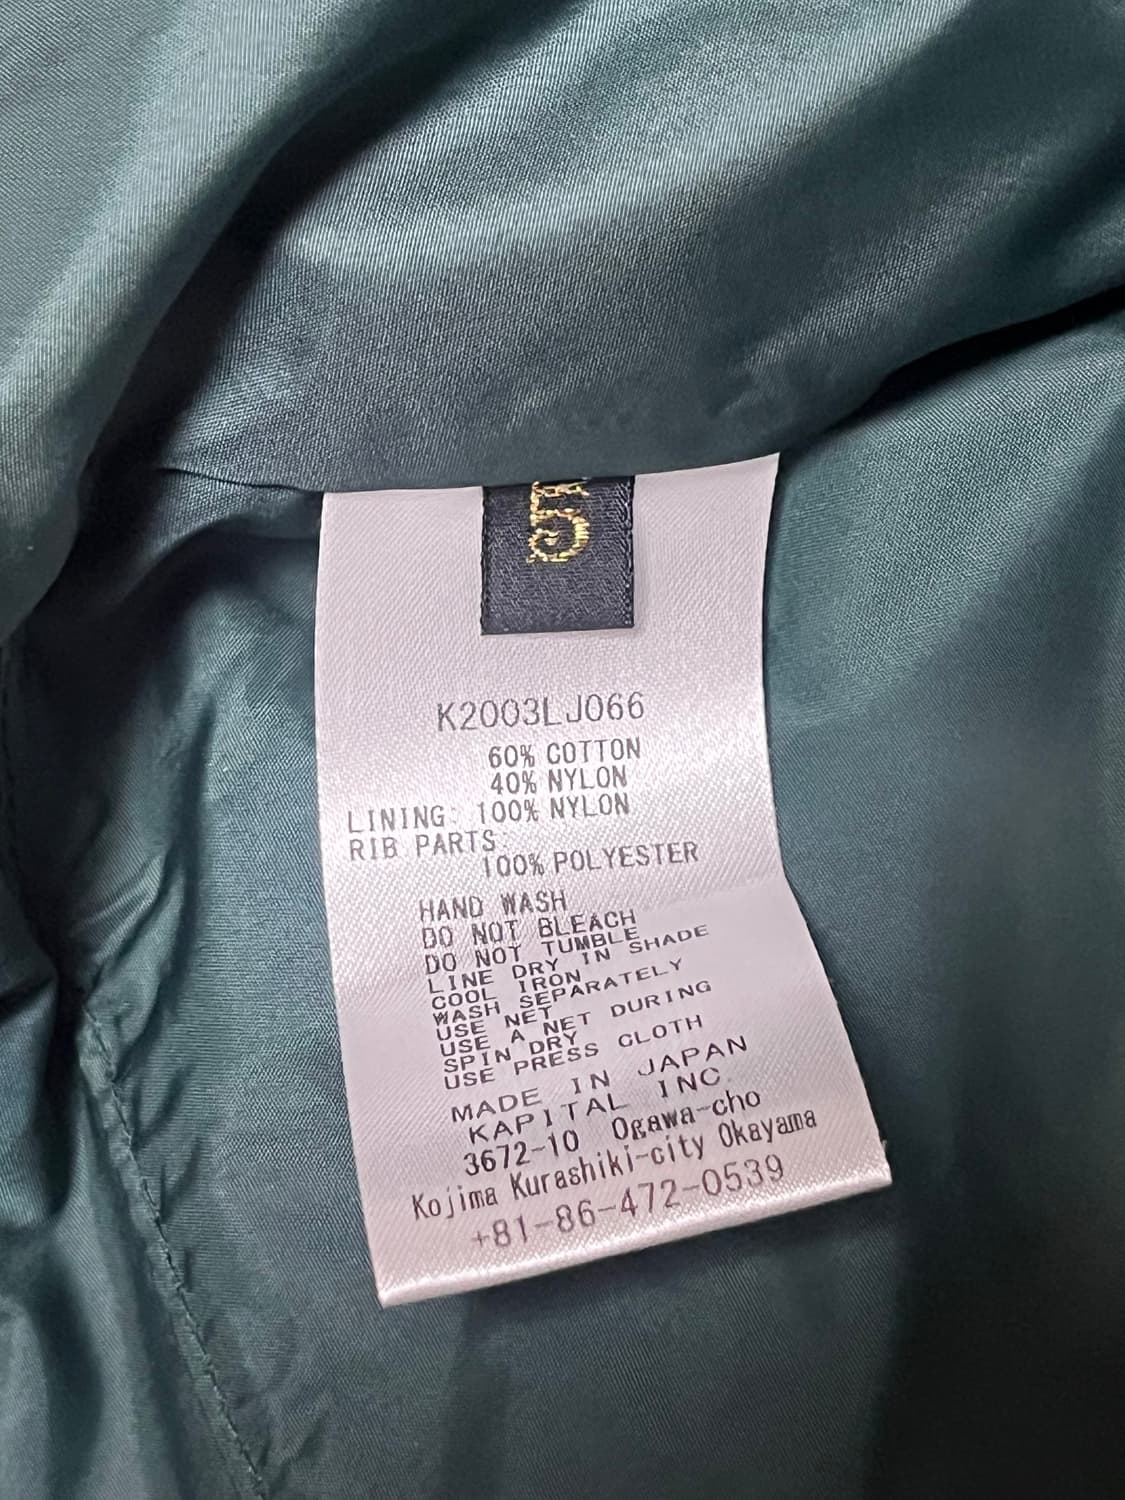 5
K2003LJ066
60% COTTON
40% NYLON
LINING: 100% NYLON
RIB PARTS:
100% POLYESTER
HAND WASH
DO NOT BLEACH
DO NOT TUMBLE
LINE DRY IN SHADE
COOL IRON
WASH SEPARATELY
USE NET
USE A NET DURING
SPIN DRY
USE PRESS CLOTH
MADE IN JAPAN
KAPITAL INC.
3672-10 Ogawa-cho
Kojima Kurashiki-city Okayama
+81-86-472-0539